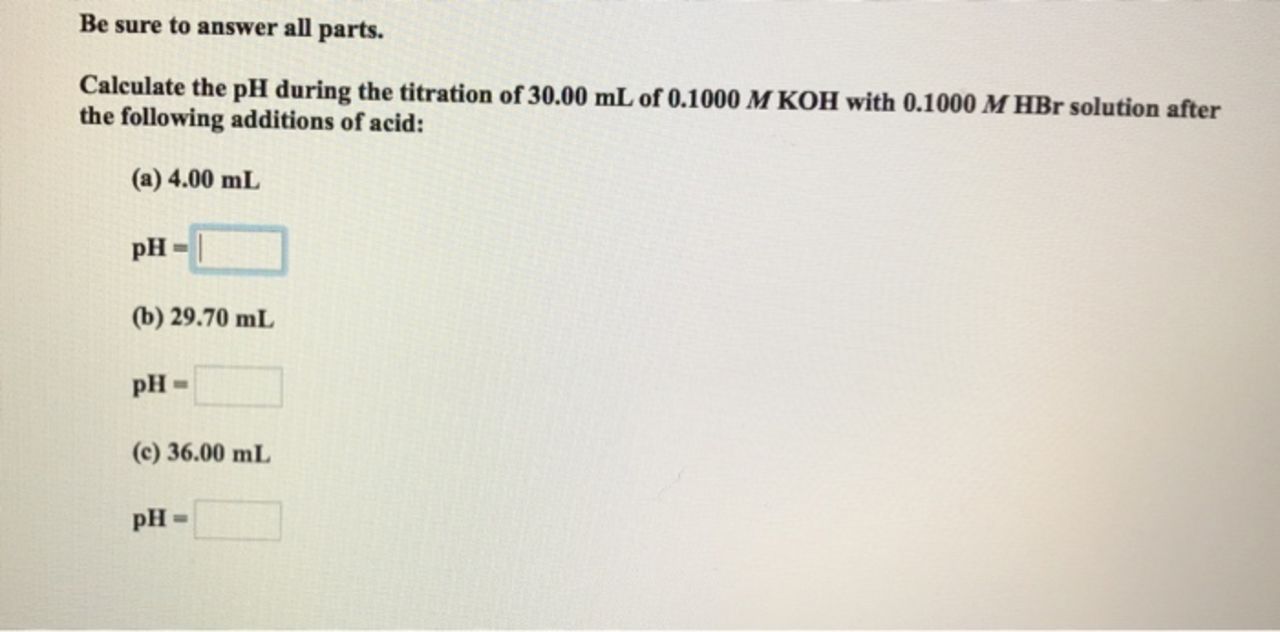 Be sure to answer all parts.
Calculate the pH during the titration of 30.00 mL of 0.1000 M KOH with 0.1000 M HBr solution after
the following additions of acid:
(a) 4.00 mL
pH =
(b) 29.70 mL
pH =
(c) 36.00 mL
pH =